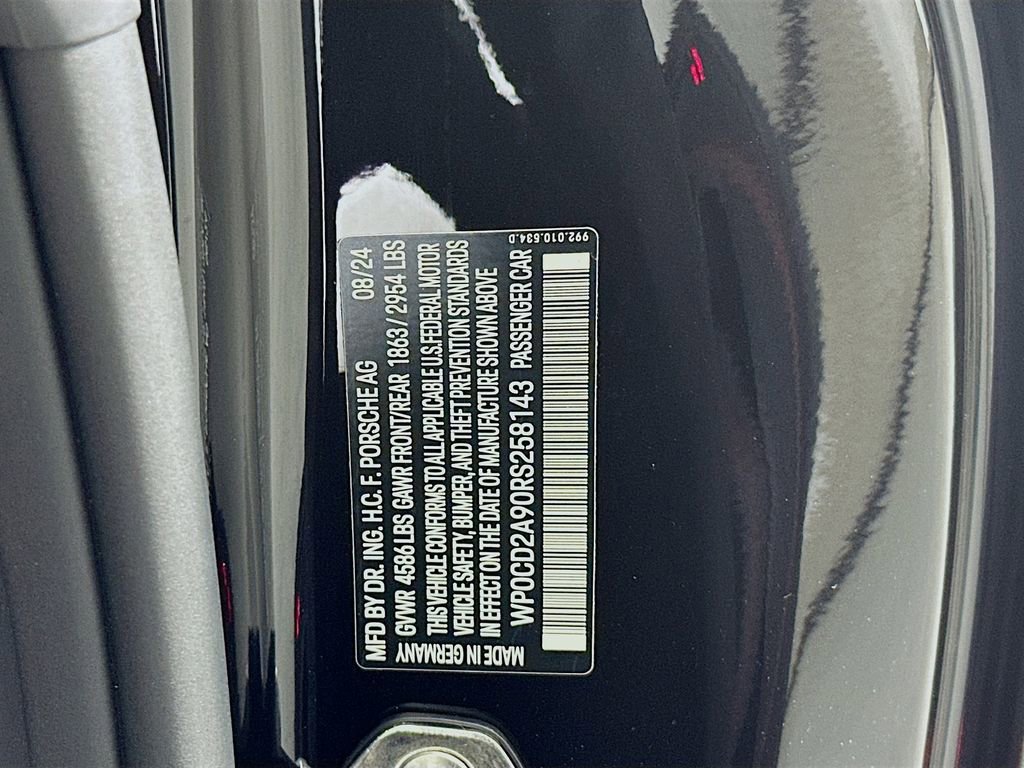 MFD BY DR. ING. H.C. F. PORSCHE AG 08/24
GVWR 4586 LBS GAWR FRONT/REAR 1863 / 2954 LBS
THIS VEHICLE CONFORMS TO ALL APPLICABLE U.S. FEDERAL MOTOR
VEHICLE SAFETY, BUMPER, AND THEFT PREVENTION STANDARDS
IN EFFECT ON THE DATE OF MANUFACTURE SHOWN ABOVE
MADE IN GERMANY WP0CD2A90RS258143 PASSENGER CAR
992.010.534.D